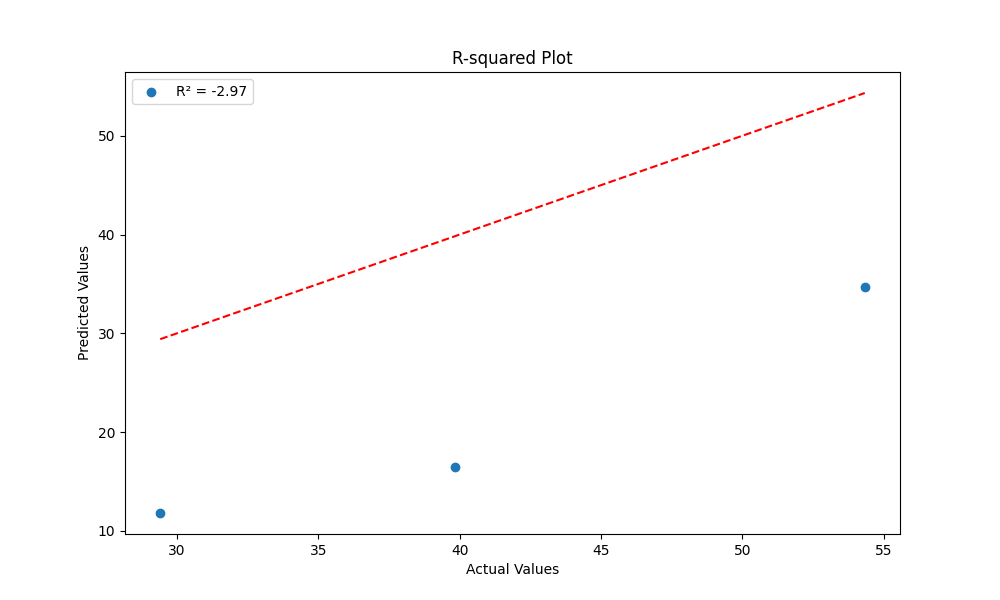 R-squared Plot
R² = -2.97
50
40
30
20
10
Predicted Values
30 35 40 45 50 55
Actual Values